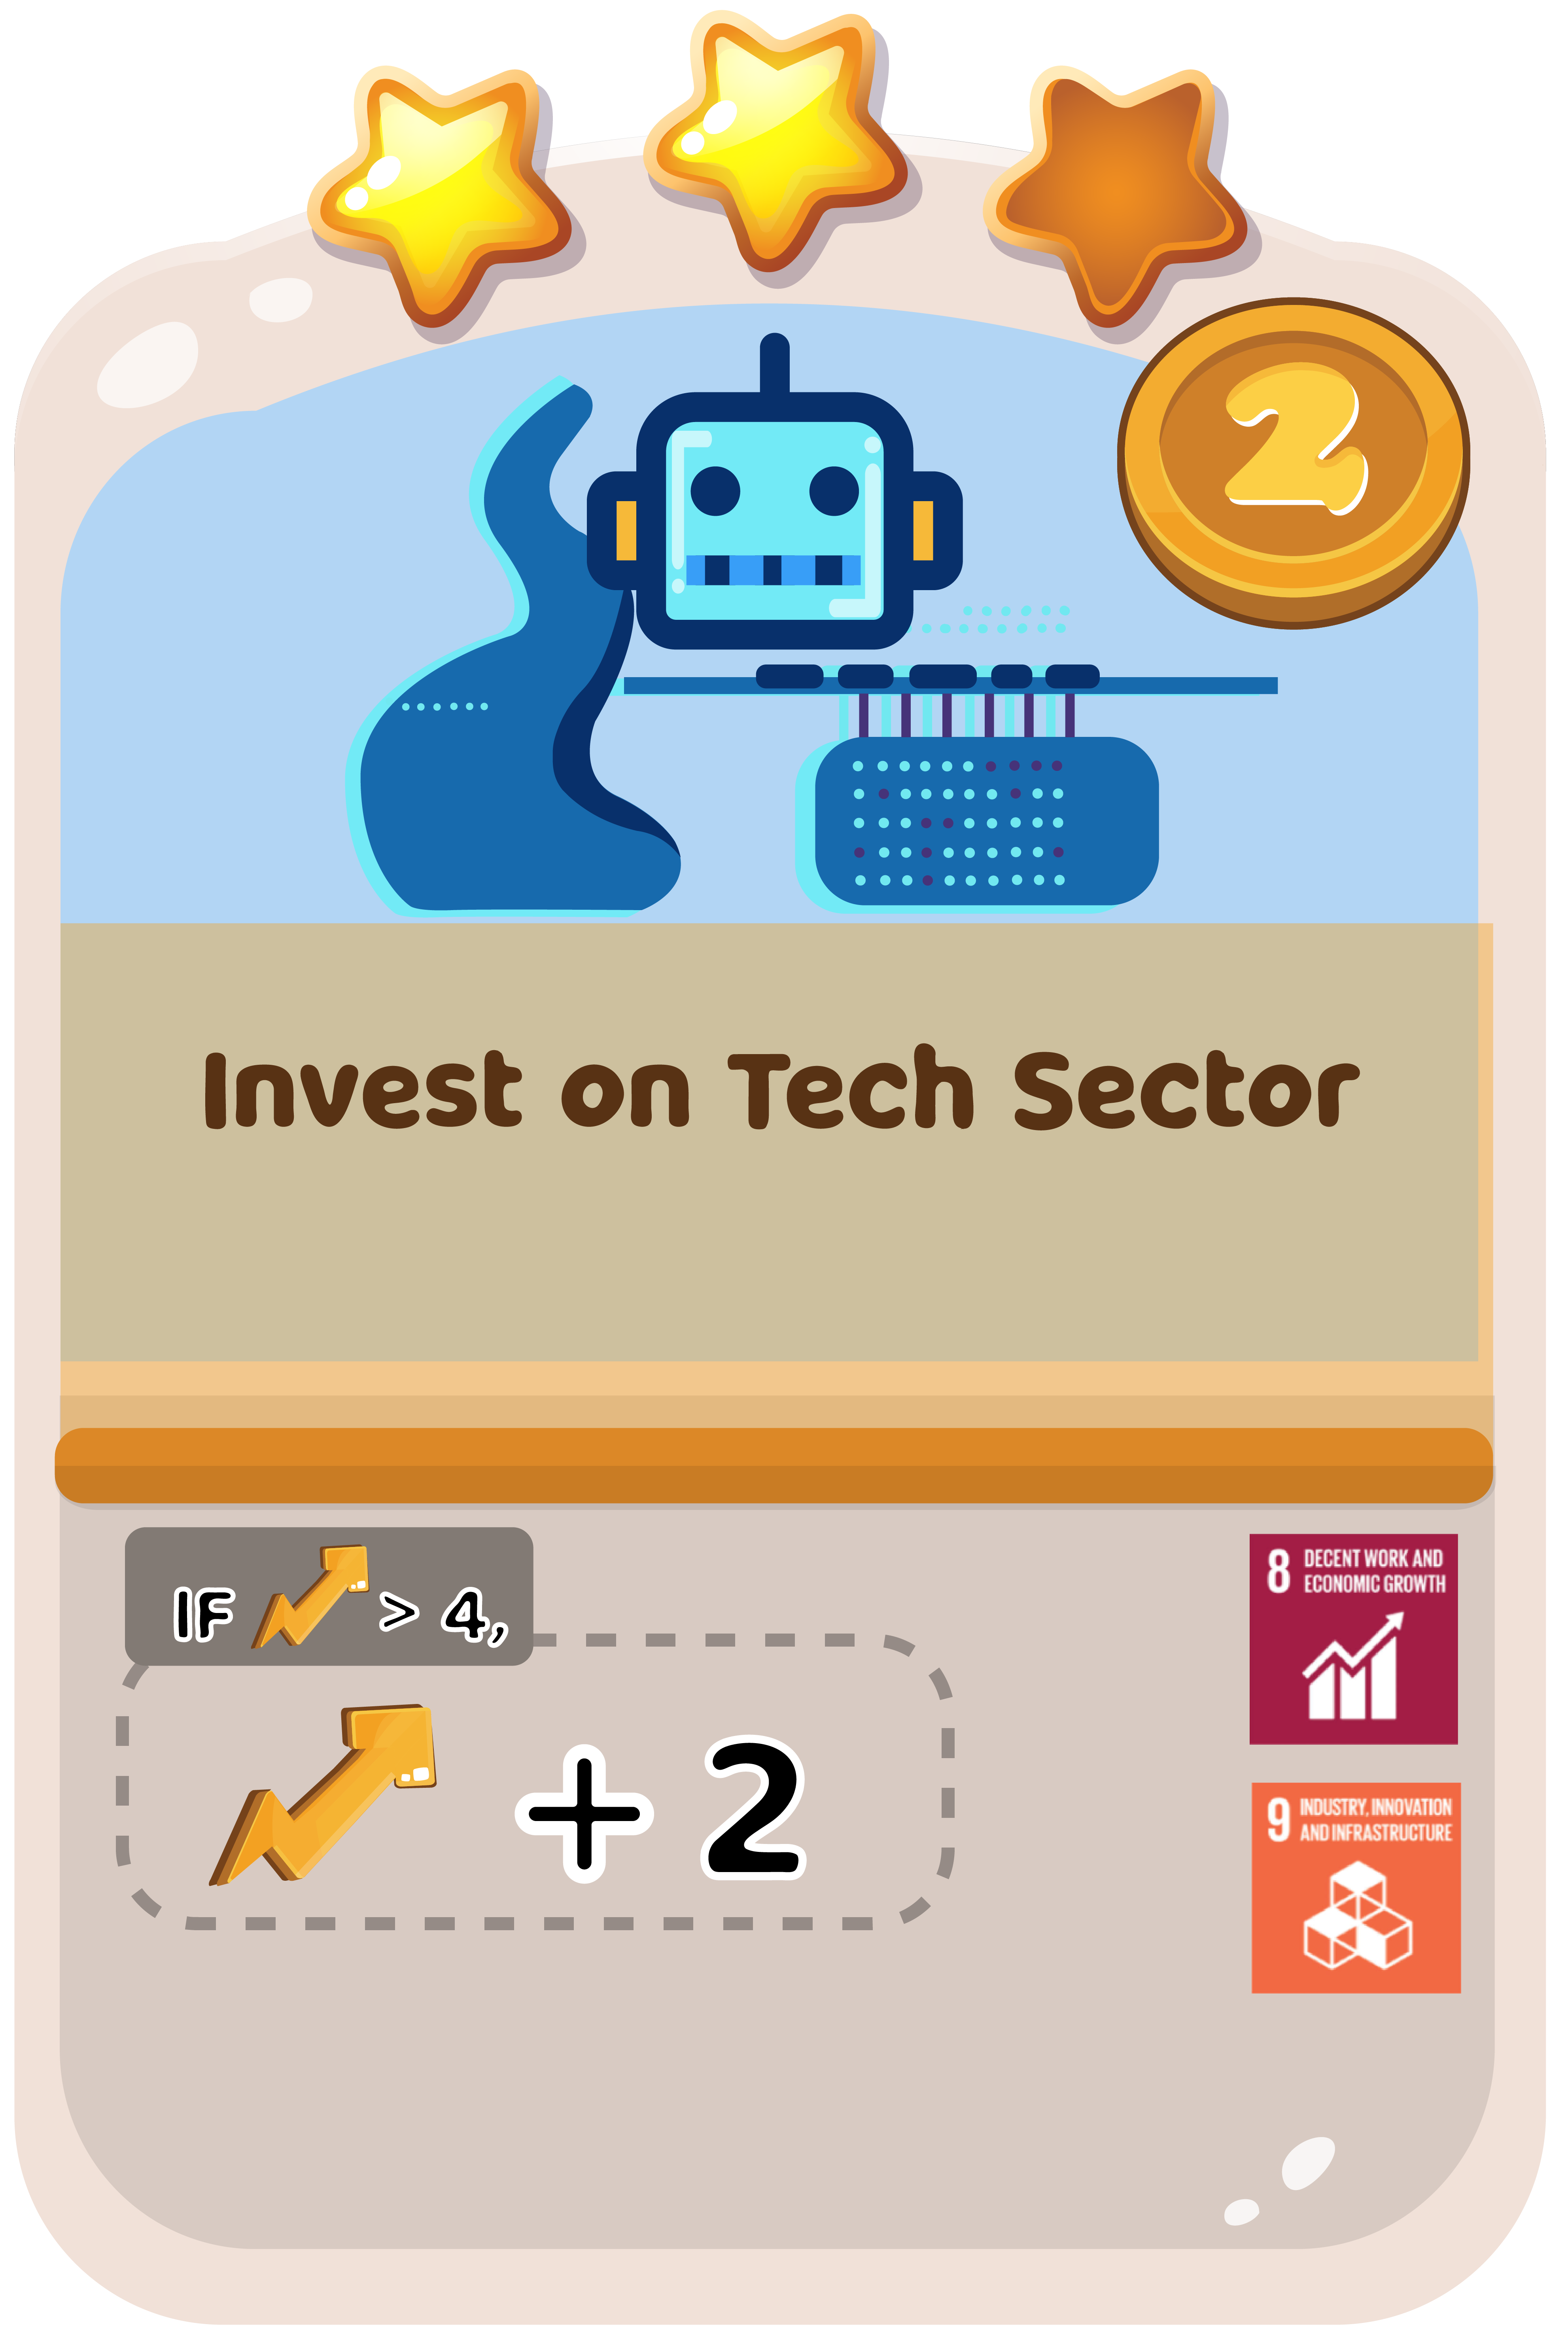 2
Invest on Tech Sector
IF > 4,
+ 2
8 DECENT WORK AND
ECONOMIC GROWTH
9 INDUSTRY, INNOVATION
AND INFRASTRUCTURE